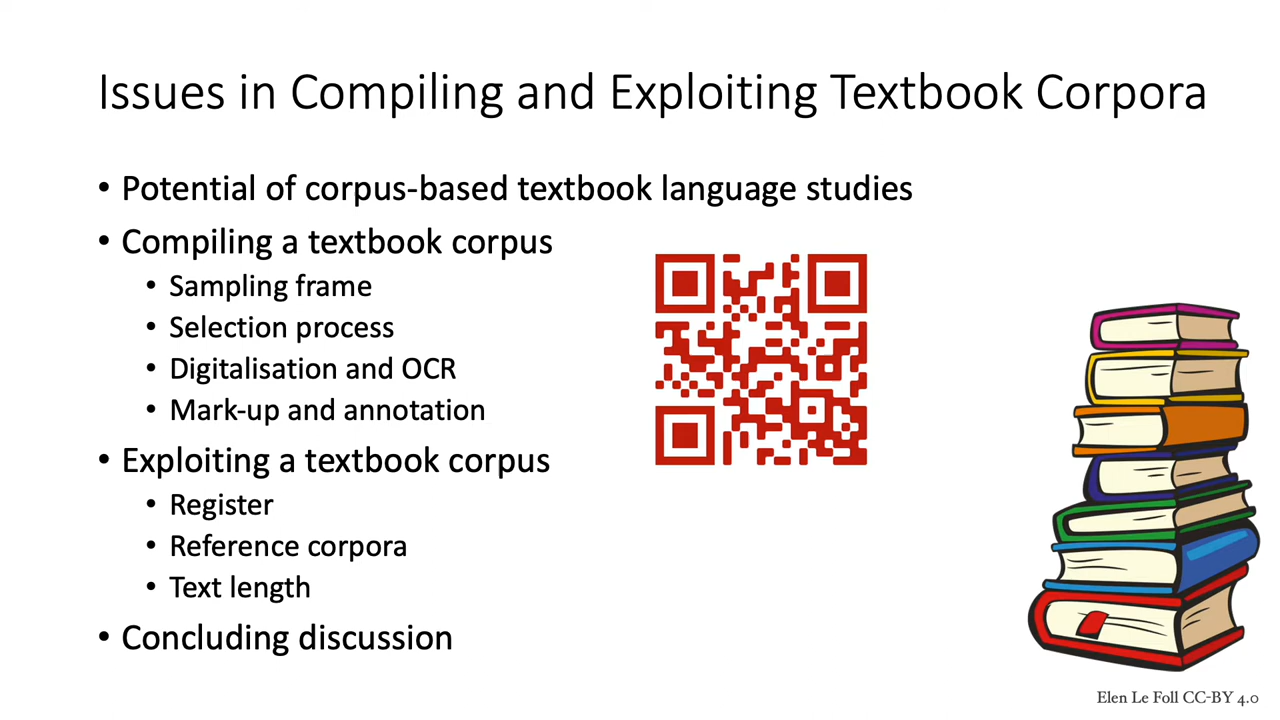 Issues in Compiling and Exploiting Textbook Corpora
• Potential of corpus-based textbook language studies
• Compiling a textbook corpus
• Sampling frame
• Selection process
• Digitalisation and OCR
• Mark-up and annotation
• Exploiting a textbook corpus
• Register
• Reference corpora
• Text length
• Concluding discussion
Elen Le Foll CC-BY 4.0